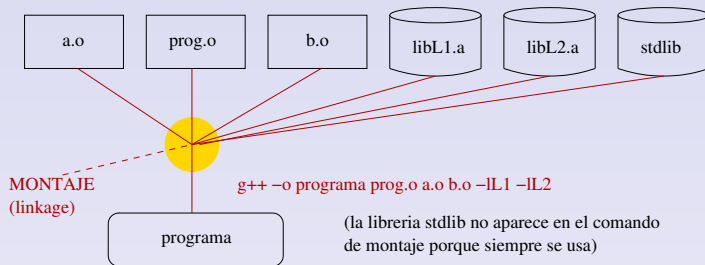 a.o
prog.o
b.o
libL1.a
libL2.a
stdlib
MONTAJE
(linkage)
g++ −o programa prog.o a.o b.o −lL1 −lL2
programa
(la libreria stdlib no aparece en el comando
de montaje porque siempre se usa)